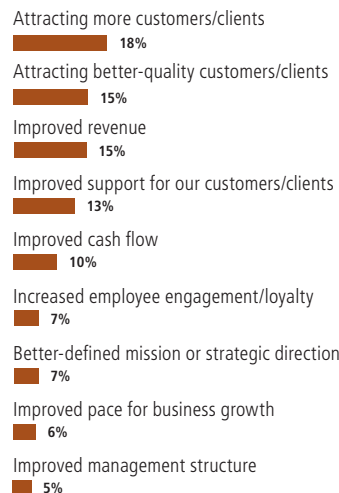 Attracting more customers/clients
18%
Attracting better-quality customers/clients
15%
Improved revenue
15%
Improved support for our customers/clients
13%
Improved cash flow
10%
Increased employee engagement/loyalty
7%
Better-defined mission or strategic direction
7%
Improved pace for business growth
6%
Improved management structure
5%